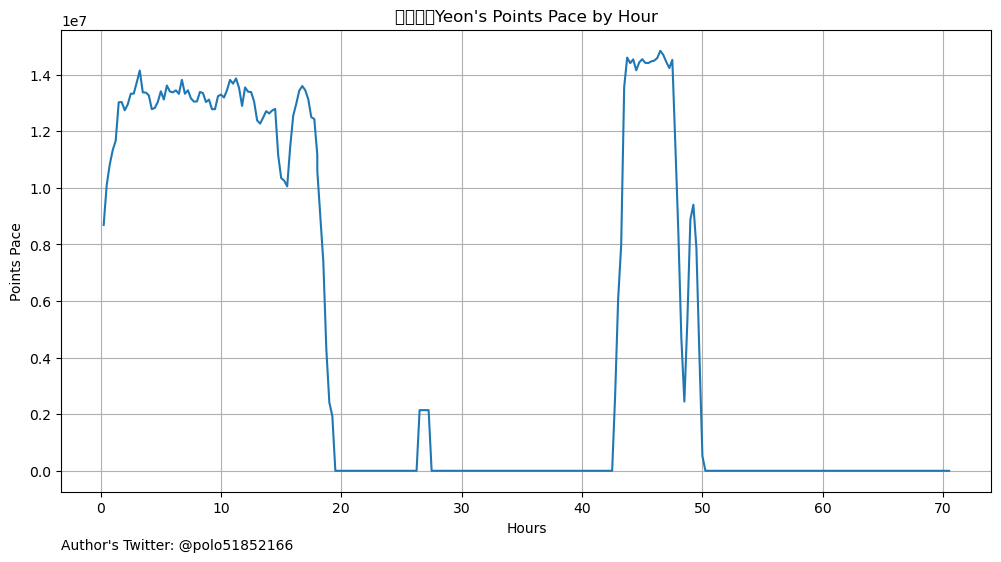 1e7
Yeon's Points Pace by Hour
1.4
1.2
1.0
0.8
0.6
0.4
0.2
0.0
Points Pace
0 10 20 30 40 50 60 70
Hours
Author's Twitter: @polo51852166